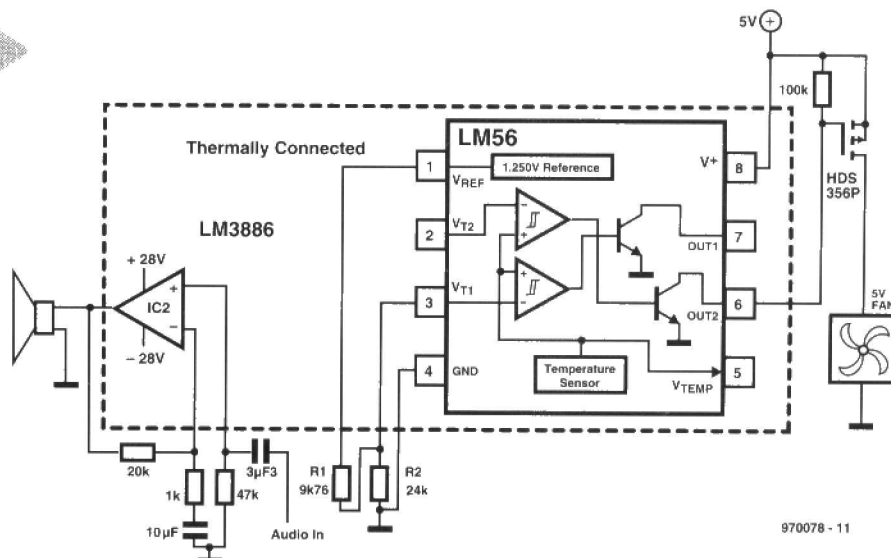 5V
100k
HDS
356P
5V
FAN
Thermally Connected
LM3886
LM56
1
VREF
1.250V Reference
V+
8
2
VT2
OUT1
7
3
VT1
OUT2
6
4
GND
Temperature
Sensor
VTEMP
5
+ 28V
IC2
+
−
− 28V
−
+
+
−
20k
1k
47k
3µF3
10µF
Audio In
R1
9k76
R2
24k
970078 - 11